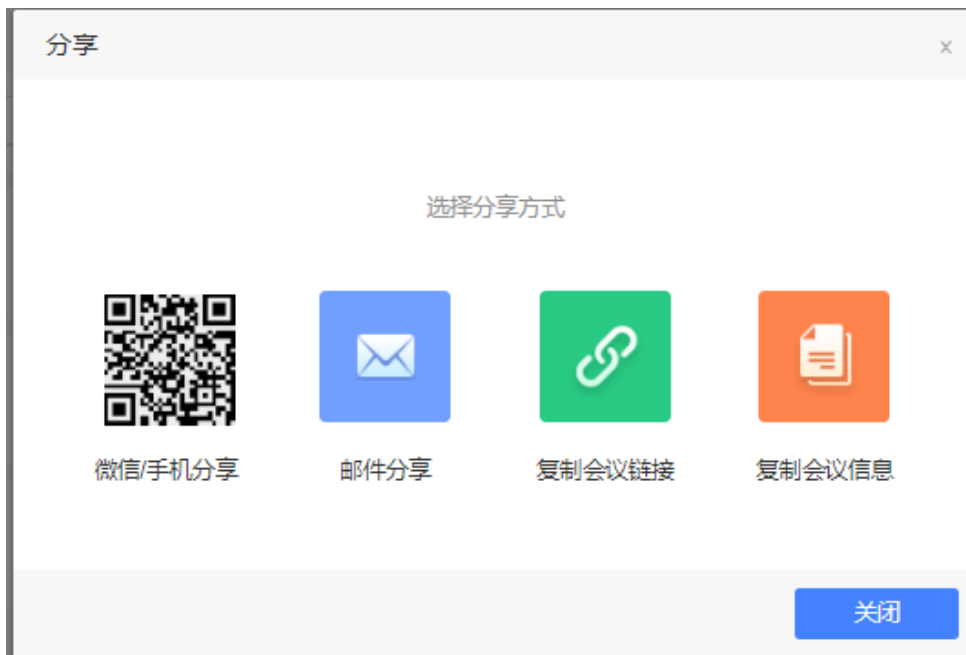 分享
选择分享方式
微信/手机分享
邮件分享
复制会议链接
复制会议信息
关闭